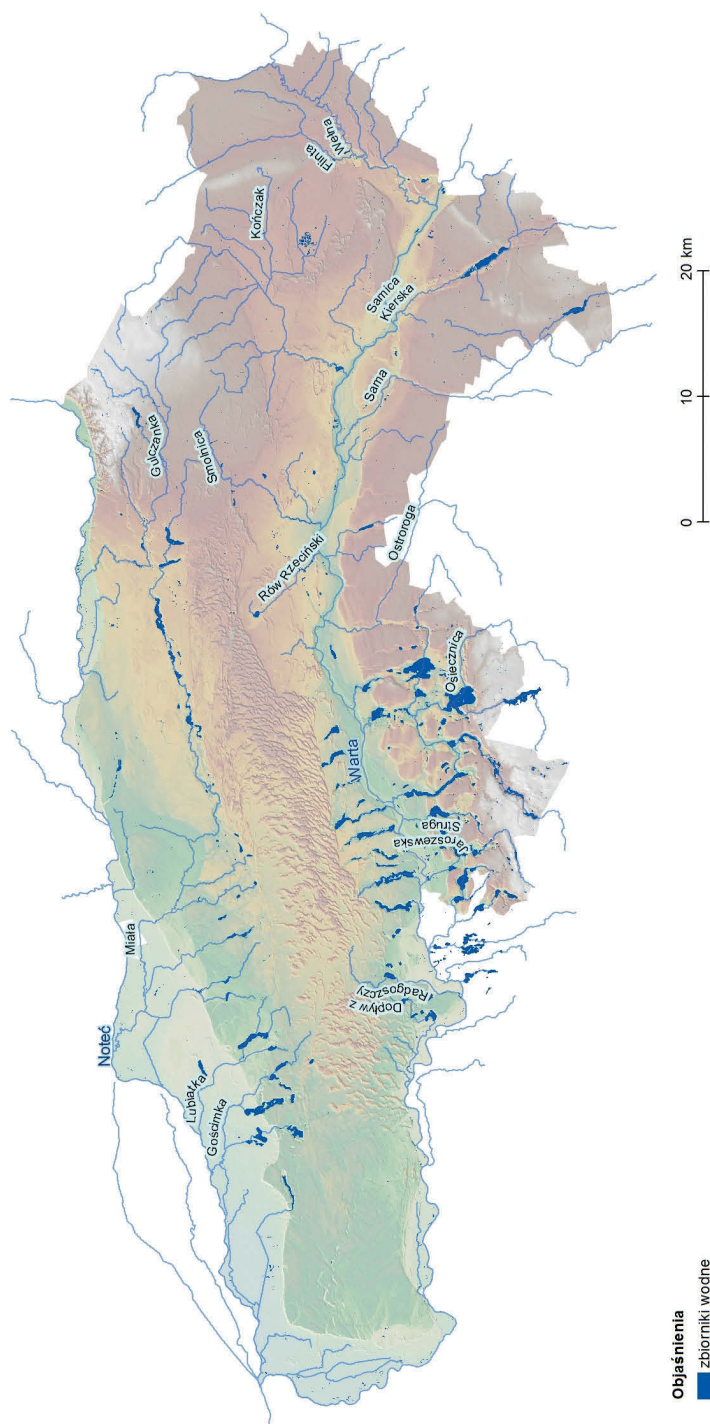 Noteć
Miała
Lubiatka
Gościmka
Gulczanka
Smolnica
Kończak
Flinta
Wełna
Rów Rzeciński
Samica
Kierska
Sama
Warta
Ostroroga
Osiecznica
Jaroszewska
Struga
Dopływ z
Radgoszczy
Objaśnienia
zbiorniki wodne
0 10 20 km